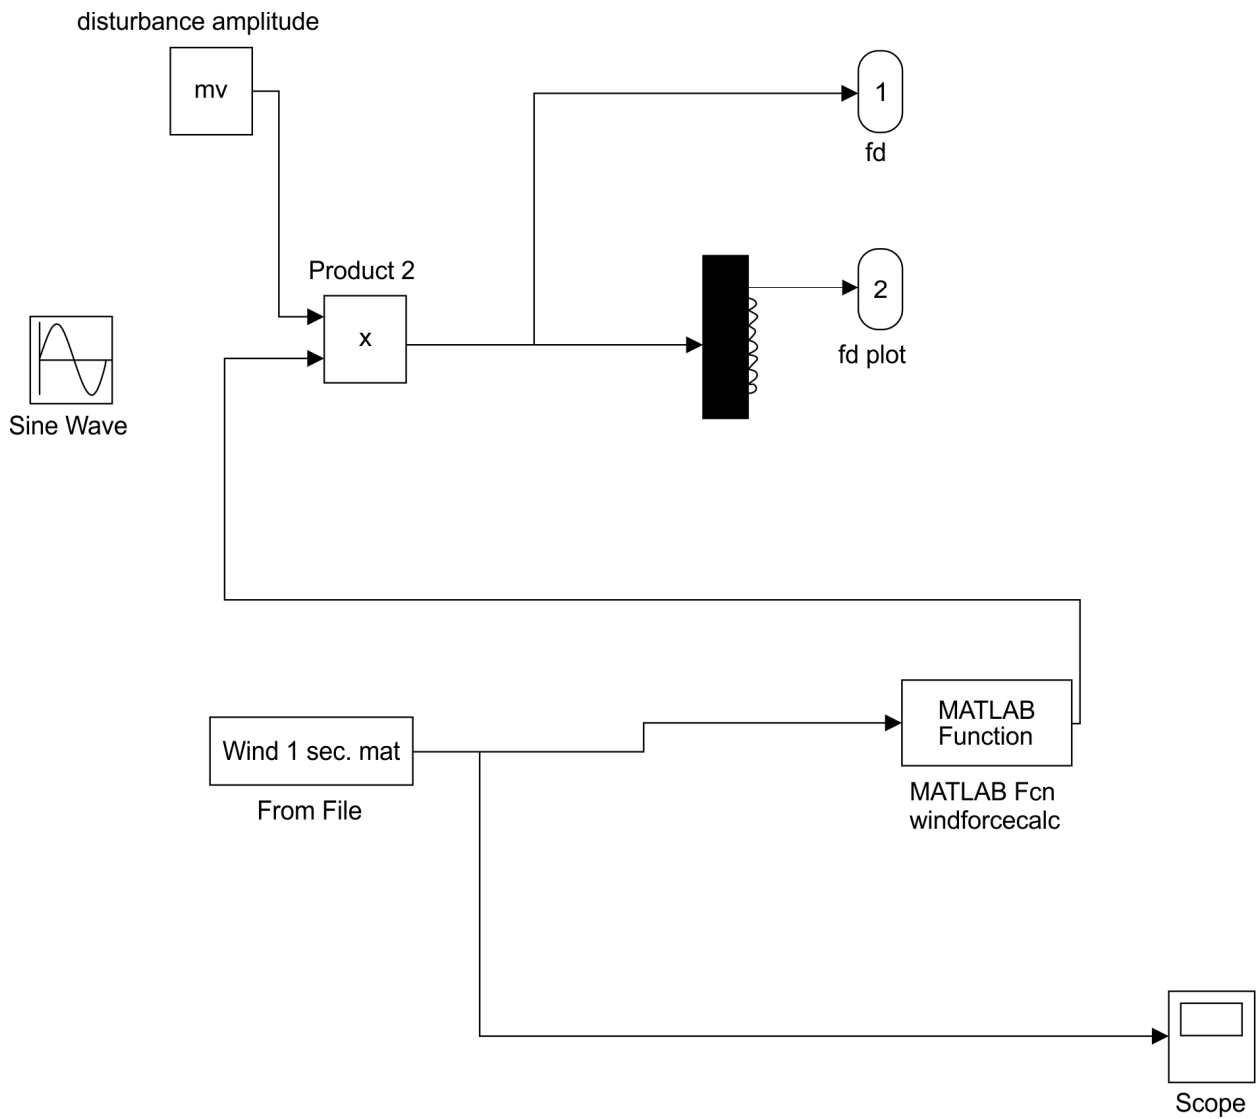 disturbance amplitude
mv
1
fd
Product 2
x
2
fd plot
Sine Wave
MATLAB
Function
MATLAB Fcn
windforcecalc
Wind 1 sec. mat
From File
Scope